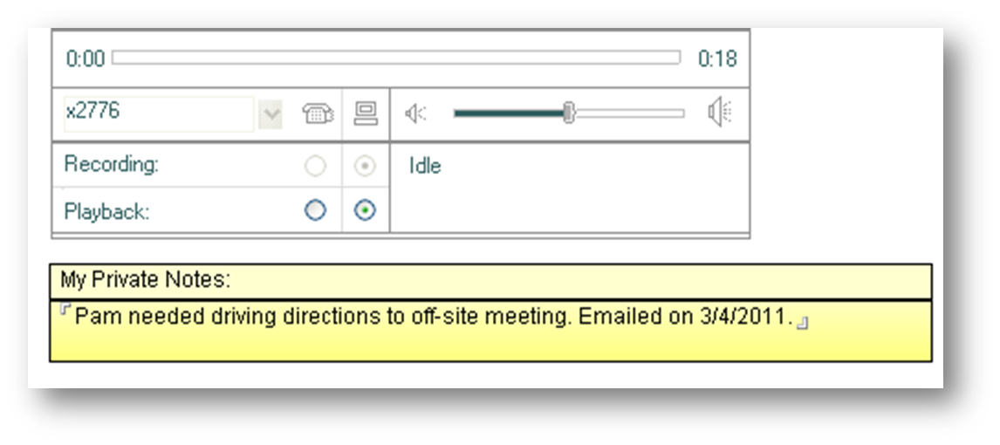 0:00 0:18
x2776
Recording: Idle
Playback:
My Private Notes:
Pam needed driving directions to off-site meeting. Emailed on 3/4/2011.